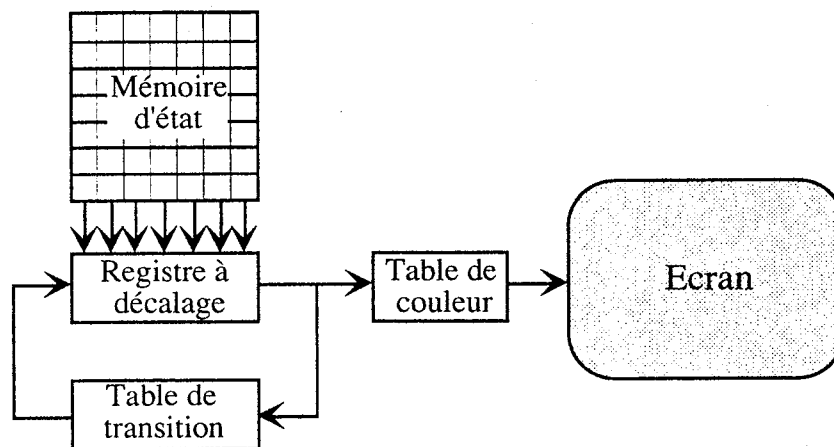 Mémoire
d'état
Registre à
décalage
Table de
couleur
Ecran
Table de
transition